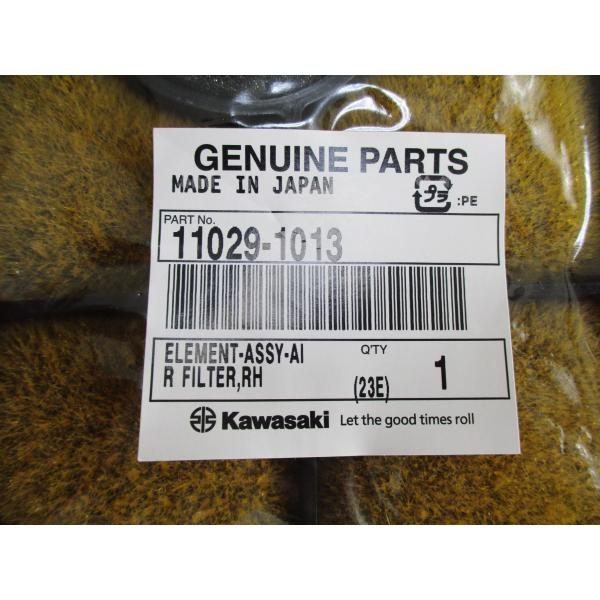 GENUINE PARTS
MADE IN JAPAN
プラ :PE
PART No.
11029-1013
ELEMENT-ASSY-AI
R FILTER,RH
Q'TY
(23E) 1
Kawasaki Let the good times roll